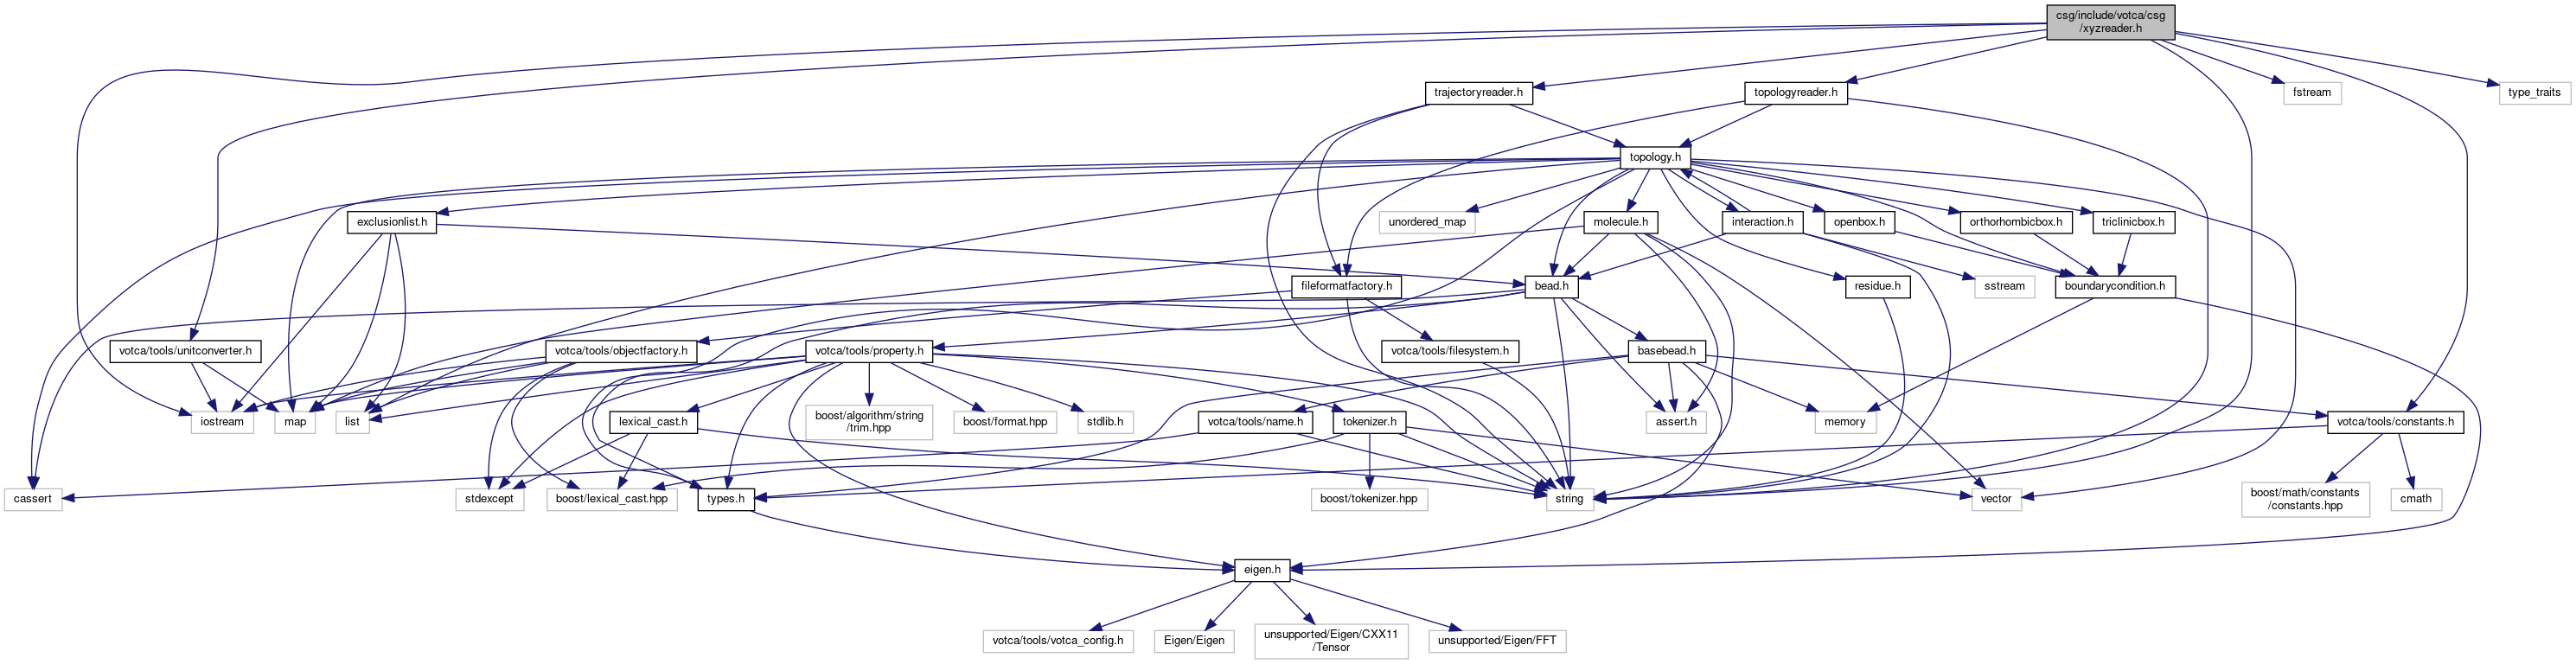 csg/include/votca/csg
/xyzreader.h
trajectoryreader.h
topologyreader.h
fstream
type_traits
topology.h
exclusionlist.h
unordered_map
molecule.h
interaction.h
openbox.h
orthorhombicbox.h
triclinicbox.h
fileformatfactory.h
bead.h
residue.h
sstream
boundarycondition.h
votca/tools/unitconverter.h
votca/tools/objectfactory.h
votca/tools/property.h
votca/tools/filesystem.h
basebead.h
iostream
map
list
lexical_cast.h
boost/algorithm/string
/trim.hpp
boost/format.hpp
stdlib.h
votca/tools/name.h
tokenizer.h
assert.h
memory
votca/tools/constants.h
cassert
stdexcept
boost/lexical_cast.hpp
types.h
boost/tokenizer.hpp
string
vector
boost/math/constants
/constants.hpp
cmath
eigen.h
votca/tools/votca_config.h
Eigen/Eigen
unsupported/Eigen/CXX11
/Tensor
unsupported/Eigen/FFT